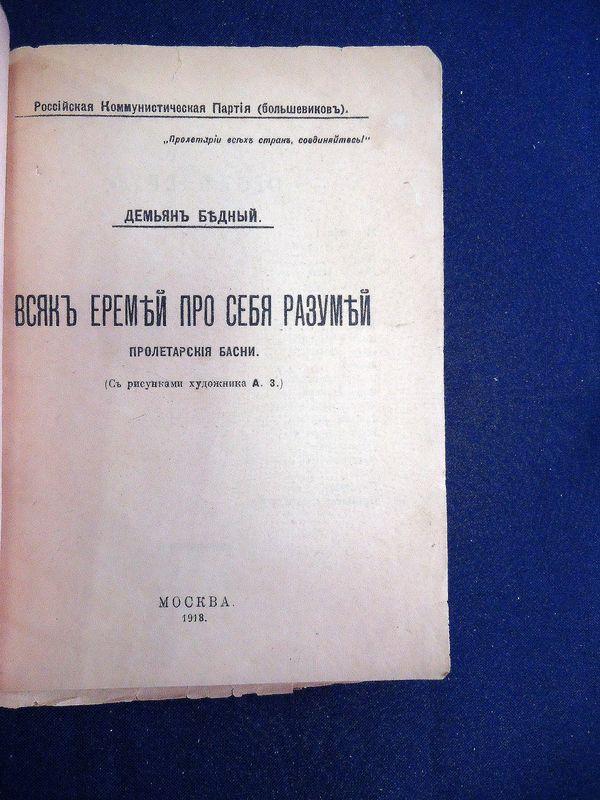 Россійская Коммунистическая Партія (большевиковъ).
„Пролетаріи всѣхъ странъ, соединяйтесь!“
ДЕМЬЯНЪ БѢДНЫЙ.
ВСЯКЪ ЕРЕМѢЙ ПРО СЕБЯ РАЗУМѢЙ
ПРОЛЕТАРСКІЯ БАСНИ.
(Съ рисунками художника А. З.)
МОСКВА.
1918.